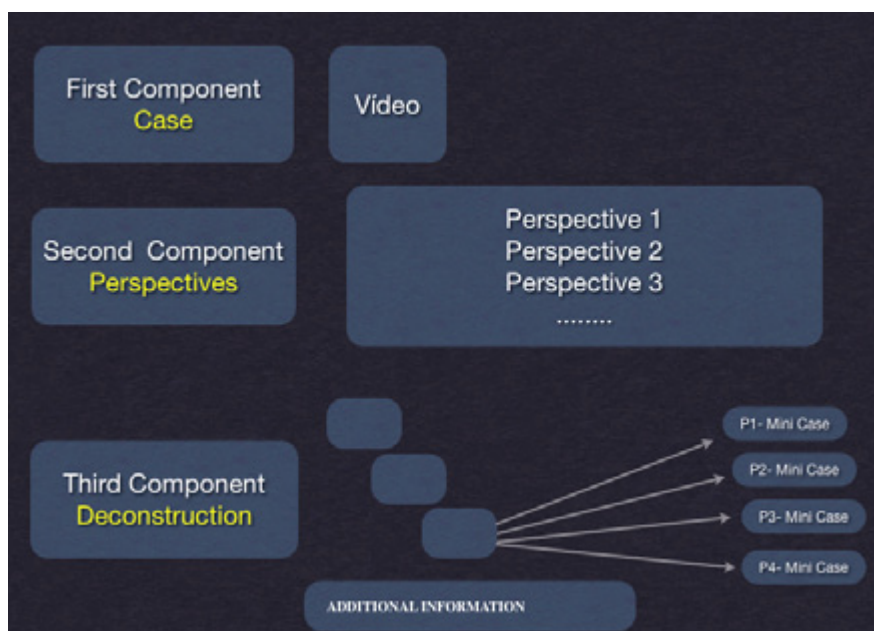 First Component
Case
Vídeo
Second Component
Perspectives
Perspective 1
Perspective 2
Perspective 3
........
Third Component
Deconstruction
P1- Mini Case
P2- Mini Case
P3- Mini Case
P4- Mini Case
ADDITIONAL INFORMATION